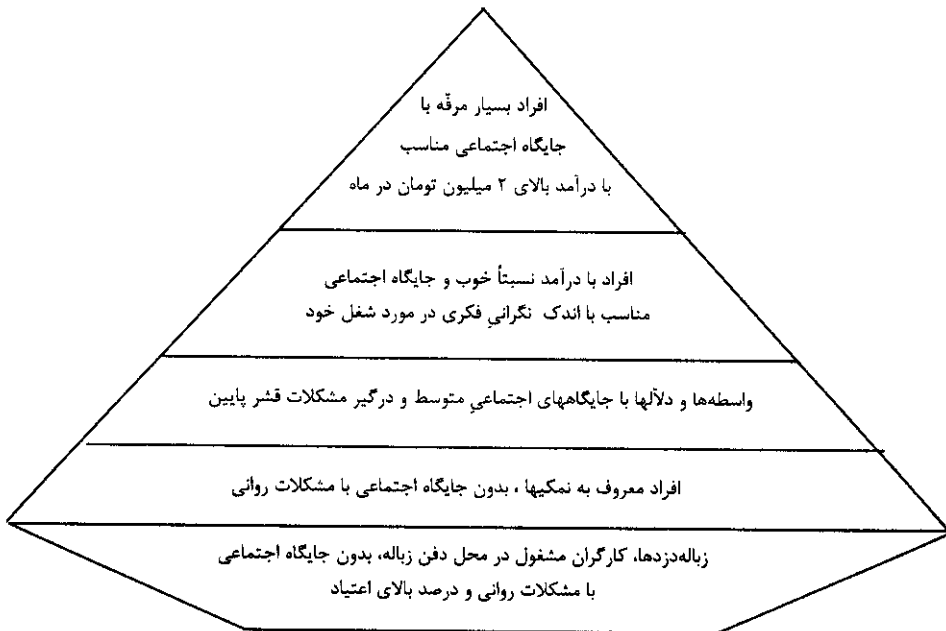 افراد بسیار مرفّه با
جایگاه اجتماعی مناسب
با درآمد بالای ۲ میلیون تومان در ماه
افراد با درآمد نسبتأ خوب و جایگاه اجتماعی
مناسب با اندک نگرانیِ فکری در مورد شغل خود
واسطه‌ها و دلاّلها با جایگاههای اجتماعیِ متوسط و درگیر مشکلات قشر پایین
افراد معروف به نمکیها ، بدون جایگاه اجتماعی با مشکلات روانی
زباله‌دزدها، کارگران مشغول در محل دفن زباله، بدون جایگاه اجتماعی
با مشکلات روانی و درصد بالای اعتیاد